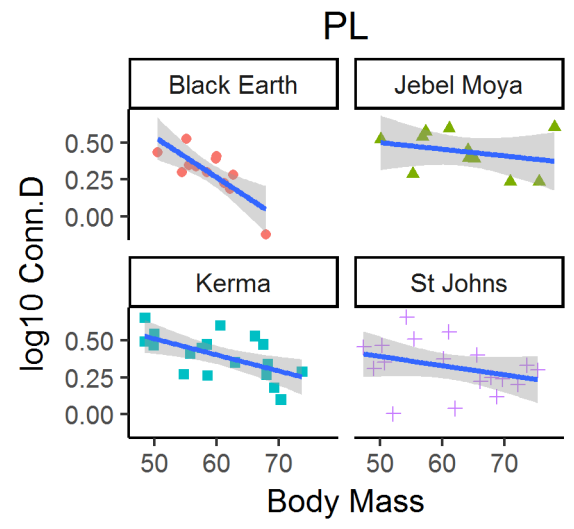 PL
Black Earth
Jebel Moya
0.50
0.25
0.00
Kerma
St Johns
0.50
0.25
0.00
50 60 70
50 60 70
Body Mass
log10 Conn.D